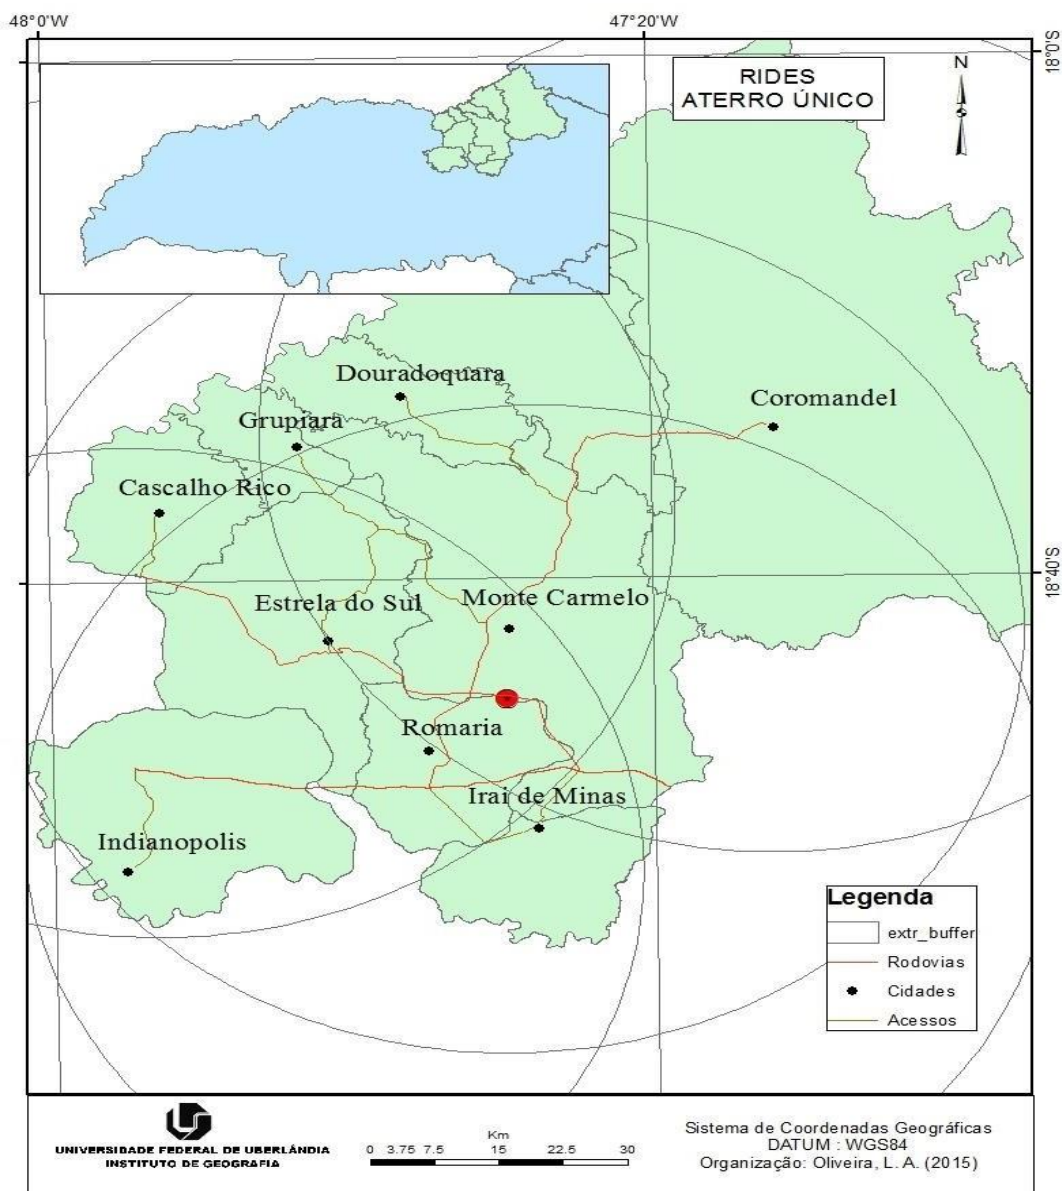 48°0'W
47°20'W
18°0'S
RIDES
ATERRO ÚNICO
N
Douradoquara
Coromandel
Grupiara
Cascalho Rico
18°40'S
Estrela do Sul
Monte Carmelo
Romaria
Irai de Minas
Indianopolis
Legenda
extr_buffer
Rodovias
Cidades
Acessos
UNIVERSIDADE FEDERAL DE UBERLÂNDIA
INSTITUTO DE GEOGRAFIA
Km
0 3.75 7.5 15 22.5 30
Sistema de Coordenadas Geográficas
DATUM : WGS84
Organização: Oliveira, L. A. (2015)